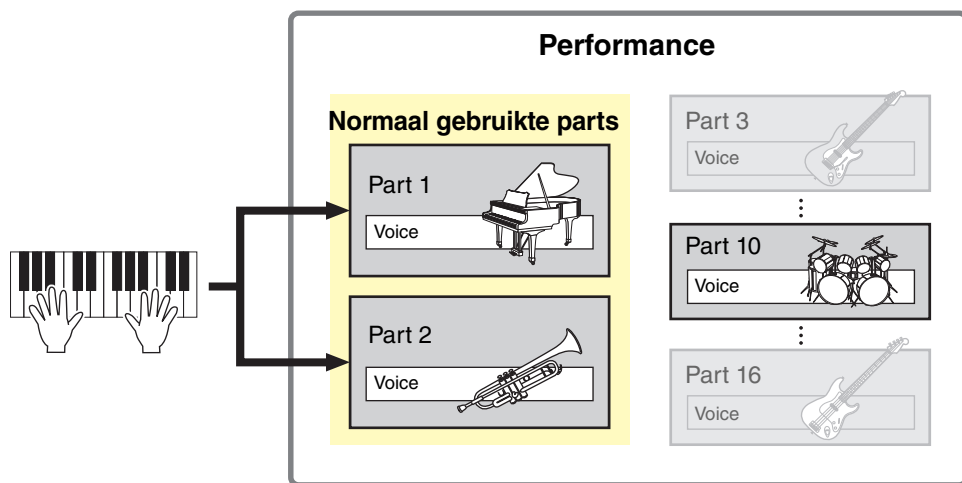 Performance
Normaal gebruikte parts
Part 1
Voice
Part 2
Voice
Part 3
Voice
Part 10
Voice
Part 16
Voice